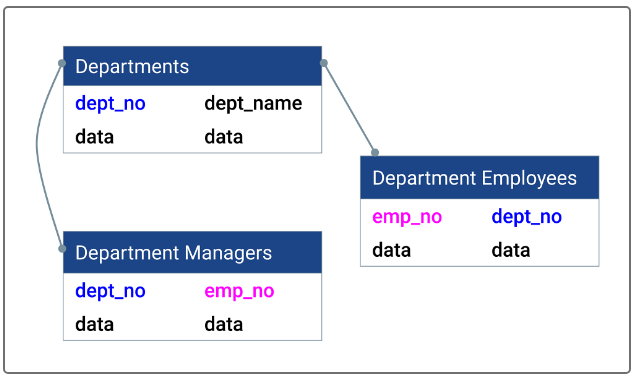 Departments
dept_no dept_name
data data
Department Employees
emp_no dept_no
data data
Department Managers
dept_no emp_no
data data